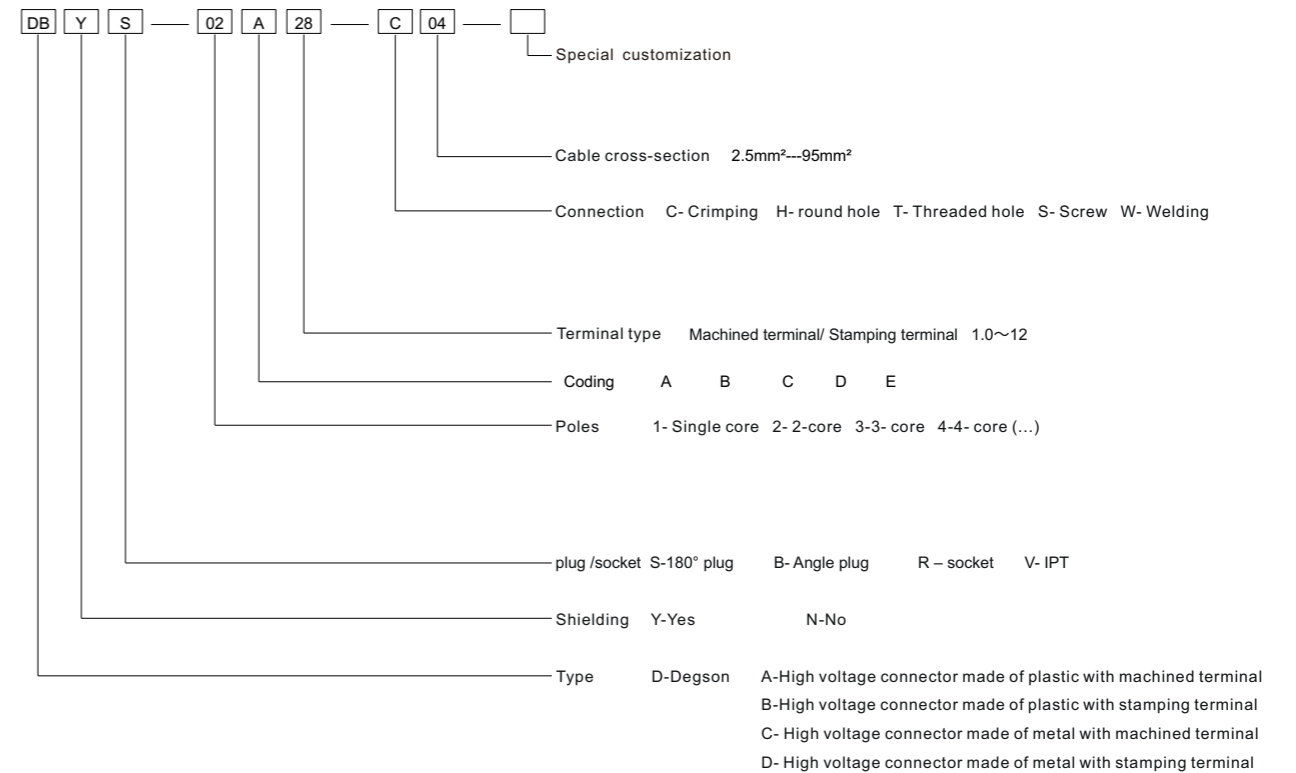 DB Y S 02 A 28 C 04
Special customization
Cable cross-section 2.5mm²---95mm²
Connection C- Crimping H- round hole T- Threaded hole S- Screw W- Welding
Terminal type Machined terminal/ Stamping terminal 1.0～12
Coding A B C D E
Poles 1- Single core 2- 2-core 3-3- core 4-4- core (…)
plug /socket S-180° plug B- Angle plug R – socket V- IPT
Shielding Y-Yes N-No
Type D-Degson A-High voltage connector made of plastic with machined terminal
B-High voltage connector made of plastic with stamping terminal
C- High voltage connector made of metal with machined terminal
D- High voltage connector made of metal with stamping terminal